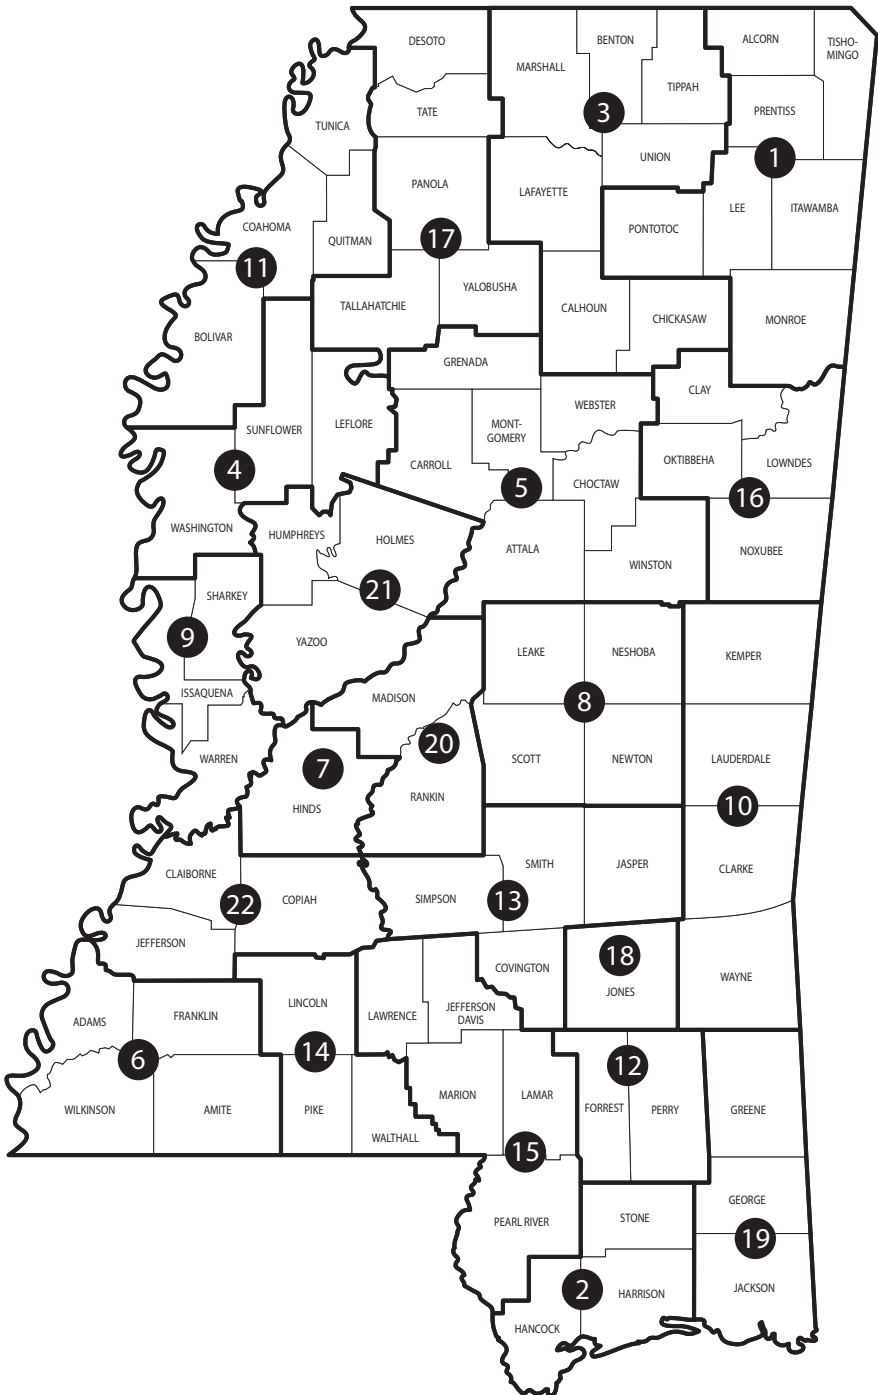 DESOTO
BENTON
ALCORN
TISHO-
MINGO
MARSHALL
TIPPAH
TATE
3
PRENTISS
TUNICA
UNION
1
PANOLA
LAFAYETTE
LEE
ITAWAMBA
COAHOMA
QUITMAN
17
PONTOTOC
11
TALLAHATCHIE
YALOBUSHA
CALHOUN
CHICKASAW
MONROE
BOLIVAR
GRENADA
CLAY
WEBSTER
SUNFLOWER
LEFLORE
MONT-
GOMERY
CARROLL
OKTIBBEHA
LOWNDES
4
5
CHOCTAW
16
WASHINGTON
HUMPHREYS
HOLMES
ATTALA
WINSTON
NOXUBEE
SHARKEY
21
9
YAZOO
LEAKE
NESHOBA
KEMPER
ISSAQUENA
MADISON
8
WARREN
20
7
SCOTT
NEWTON
LAUDERDALE
HINDS
RANKIN
10
CLAIBORNE
SMITH
JASPER
CLARKE
22
COPIAH
SIMPSON
13
JEFFERSON
COVINGTON
18
JONES
WAYNE
ADAMS
FRANKLIN
LINCOLN
LAWRENCE
JEFFERSON
DAVIS
6
14
12
WILKINSON
AMITE
PIKE
MARION
LAMAR
FORREST
PERRY
GREENE
WALTHALL
15
PEARL RIVER
STONE
GEORGE
19
2
HARRISON
JACKSON
HANCOCK